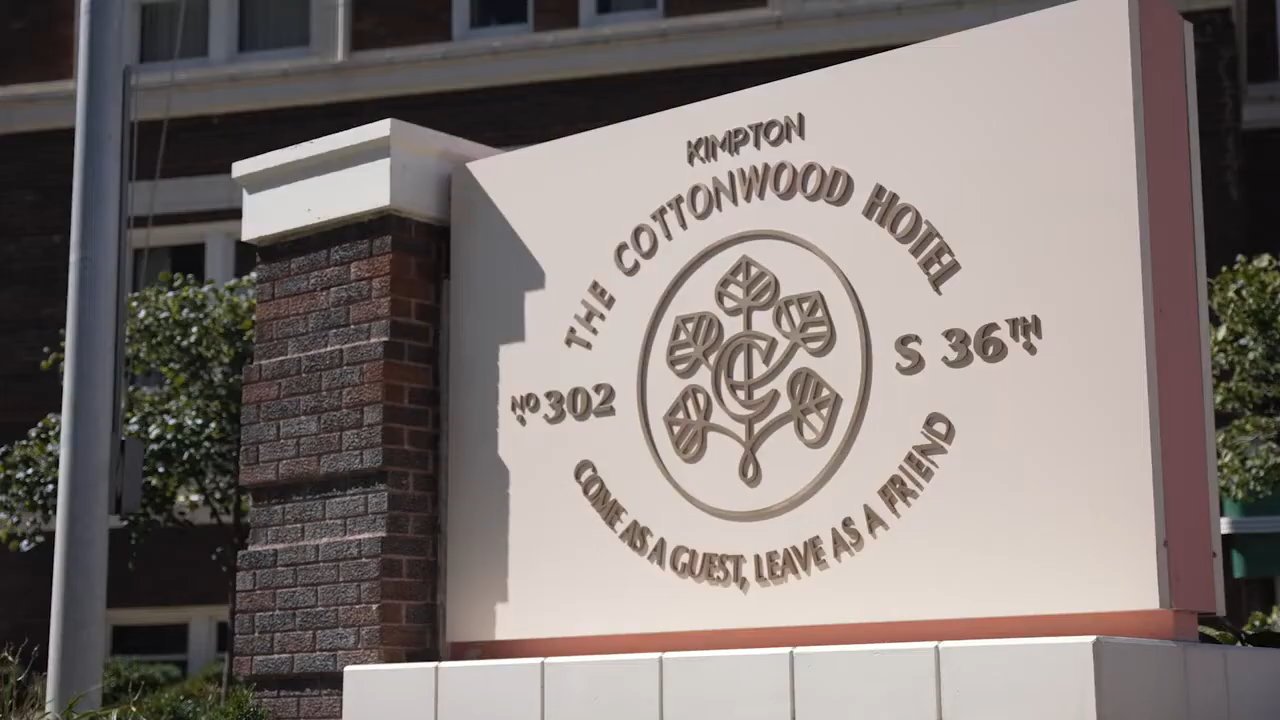 KIMPTON
THE COTTONWOOD HOTEL
NO 302
S 36TH
COME AS A GUEST, LEAVE AS A FRIEND